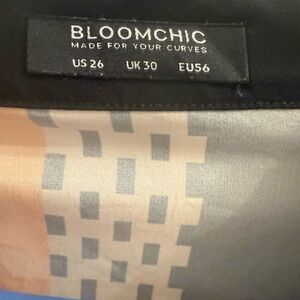 BLOOMCHIC
MADE FOR YOUR CURVES
US 26 UK 30 EU56